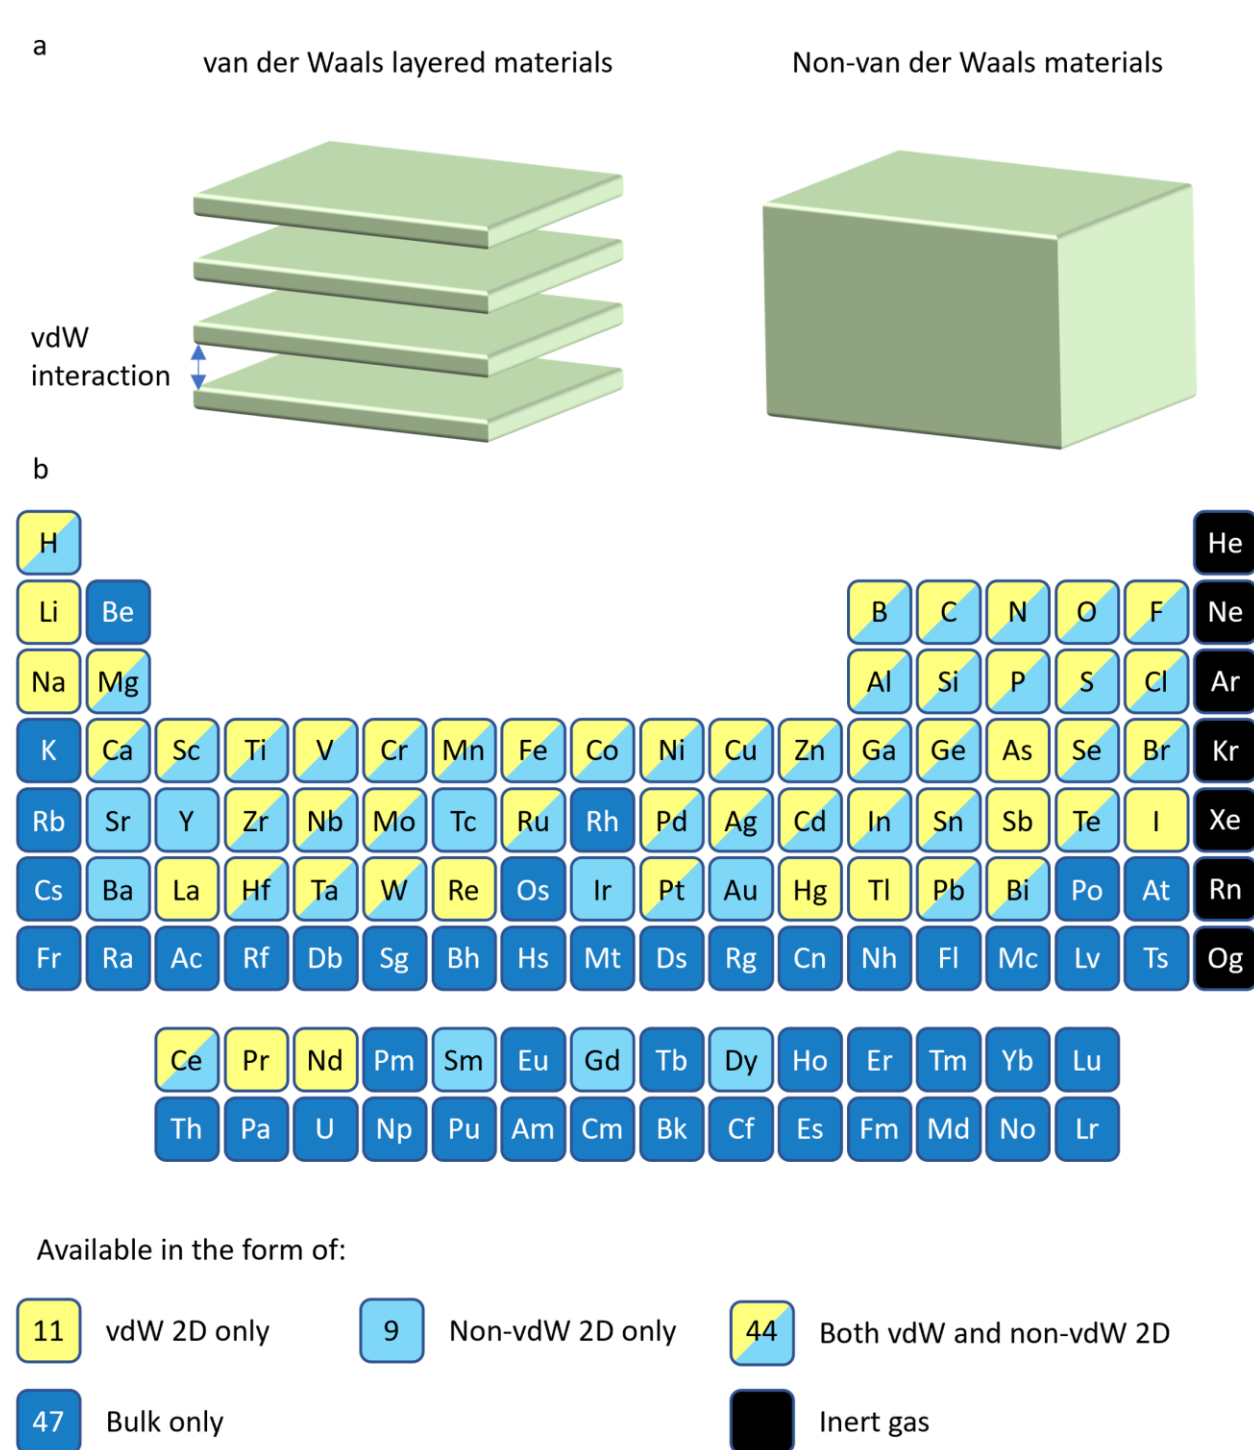 a
van der Waals layered materials Non-van der Waals materials
vdW
interaction
b
H He
Li Be B C N O F Ne
Na Mg Al Si P S Cl Ar
K Ca Sc Ti V Cr Mn Fe Co Ni Cu Zn Ga Ge As Se Br Kr
Rb Sr Y Zr Nb Mo Tc Ru Rh Pd Ag Cd In Sn Sb Te I Xe
Cs Ba La Hf Ta W Re Os Ir Pt Au Hg Tl Pb Bi Po At Rn
Fr Ra Ac Rf Db Sg Bh Hs Mt Ds Rg Cn Nh Fl Mc Lv Ts Og
Ce Pr Nd Pm Sm Eu Gd Tb Dy Ho Er Tm Yb Lu
Th Pa U Np Pu Am Cm Bk Cf Es Fm Md No Lr
Available in the form of:
11 vdW 2D only 9 Non-vdW 2D only 44 Both vdW and non-vdW 2D
47 Bulk only Inert gas